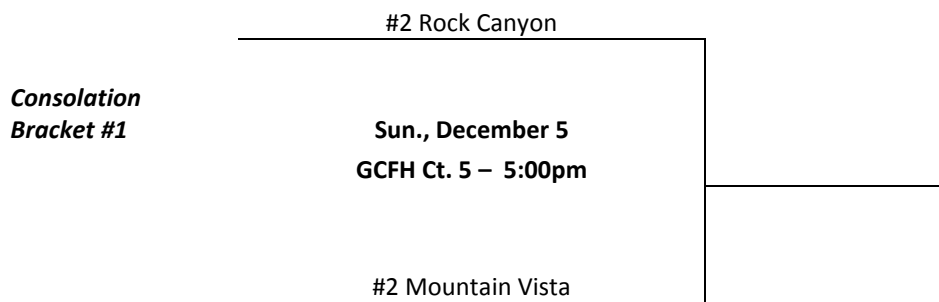 #2 Rock Canyon
Consolation
Bracket #1
Sun., December 5
GCFH Ct. 5 – 5:00pm
#2 Mountain Vista